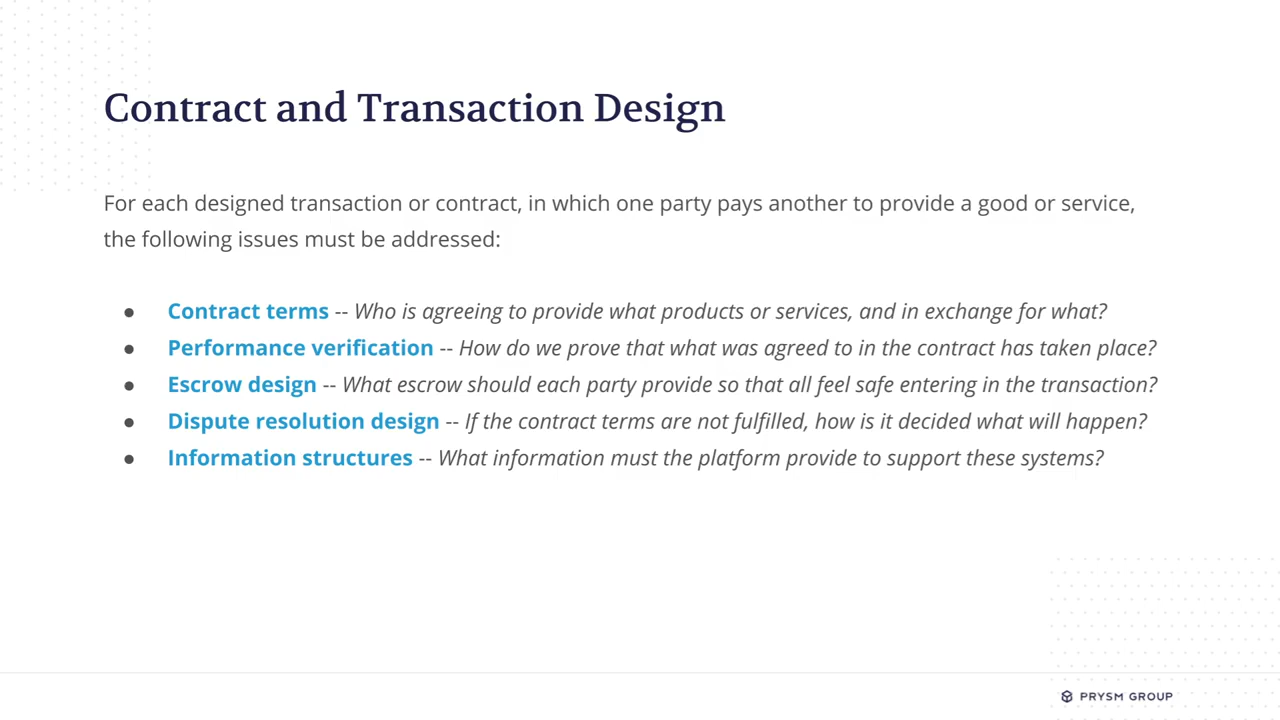 Contract and Transaction Design
For each designed transaction or contract, in which one party pays another to provide a good or service,
the following issues must be addressed:
● Contract terms -- Who is agreeing to provide what products or services, and in exchange for what?
● Performance verification -- How do we prove that what was agreed to in the contract has taken place?
● Escrow design -- What escrow should each party provide so that all feel safe entering in the transaction?
● Dispute resolution design -- If the contract terms are not fulfilled, how is it decided what will happen?
● Information structures -- What information must the platform provide to support these systems?
PRYSM GROUP